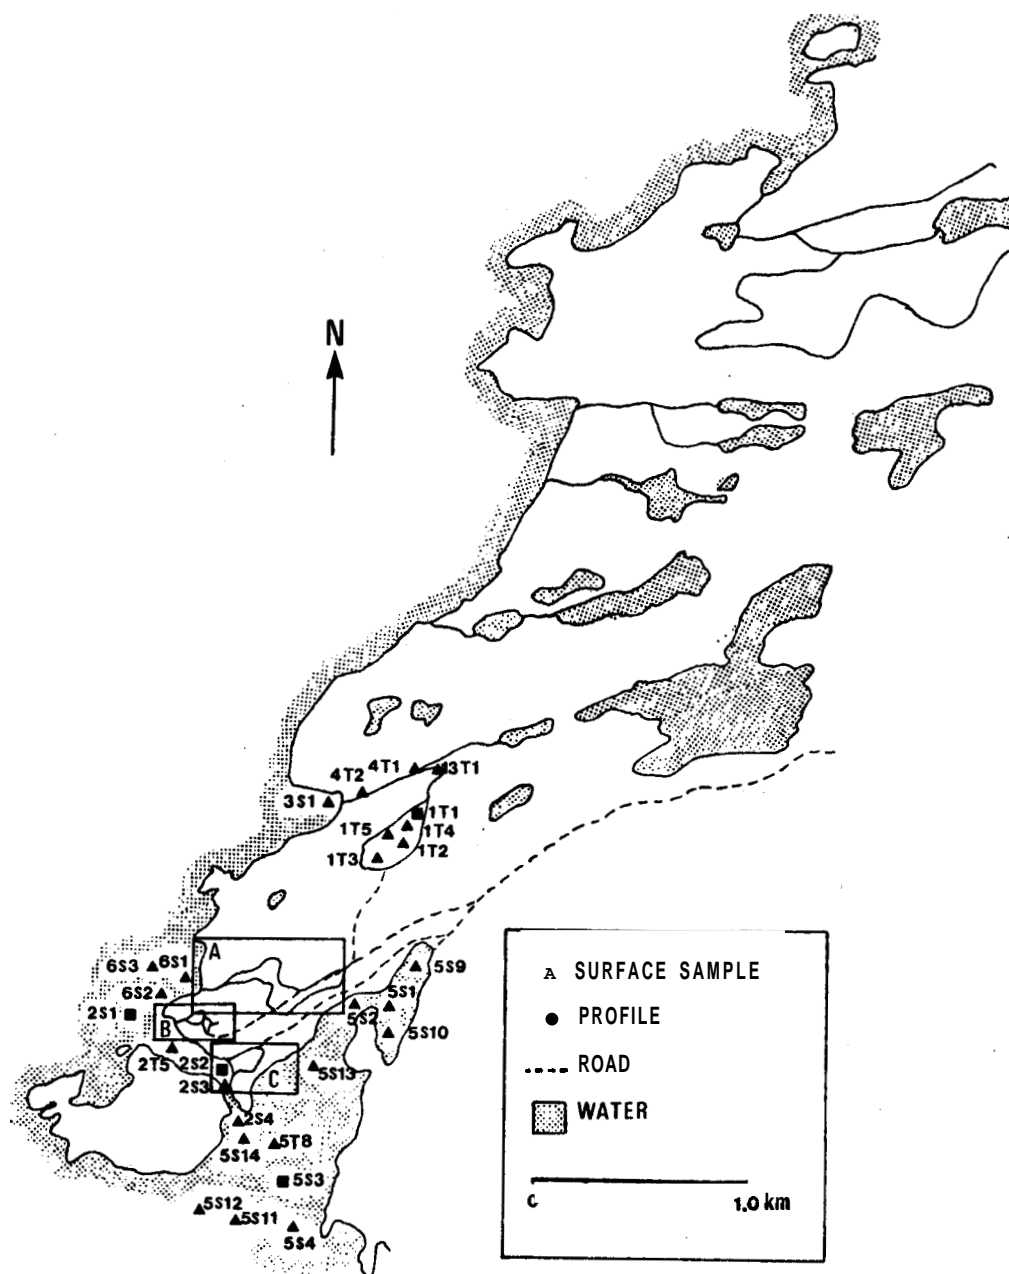 N
4T2
4T1
3T1
3S1
1T1
1T5
1T4
1T2
1T3
A
6S3
6S1
5S9
6S2
5S1
2S1
5S2
B
5S10
2T5
2S2
5S13
C
2S3
2S4
5S14
5T8
5S3
5S12
5S11
5S4
A SURFACE SAMPLE
PROFILE
ROAD
WATER
0 1.0 km